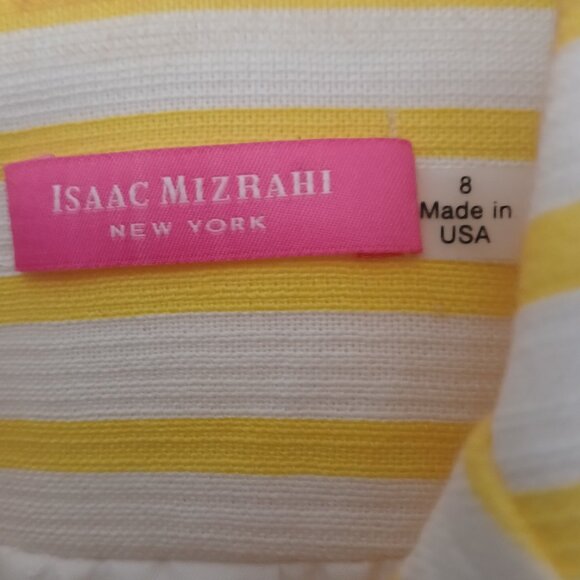 ISAAC MIZRAHI
NEW YORK
8
Made in
USA